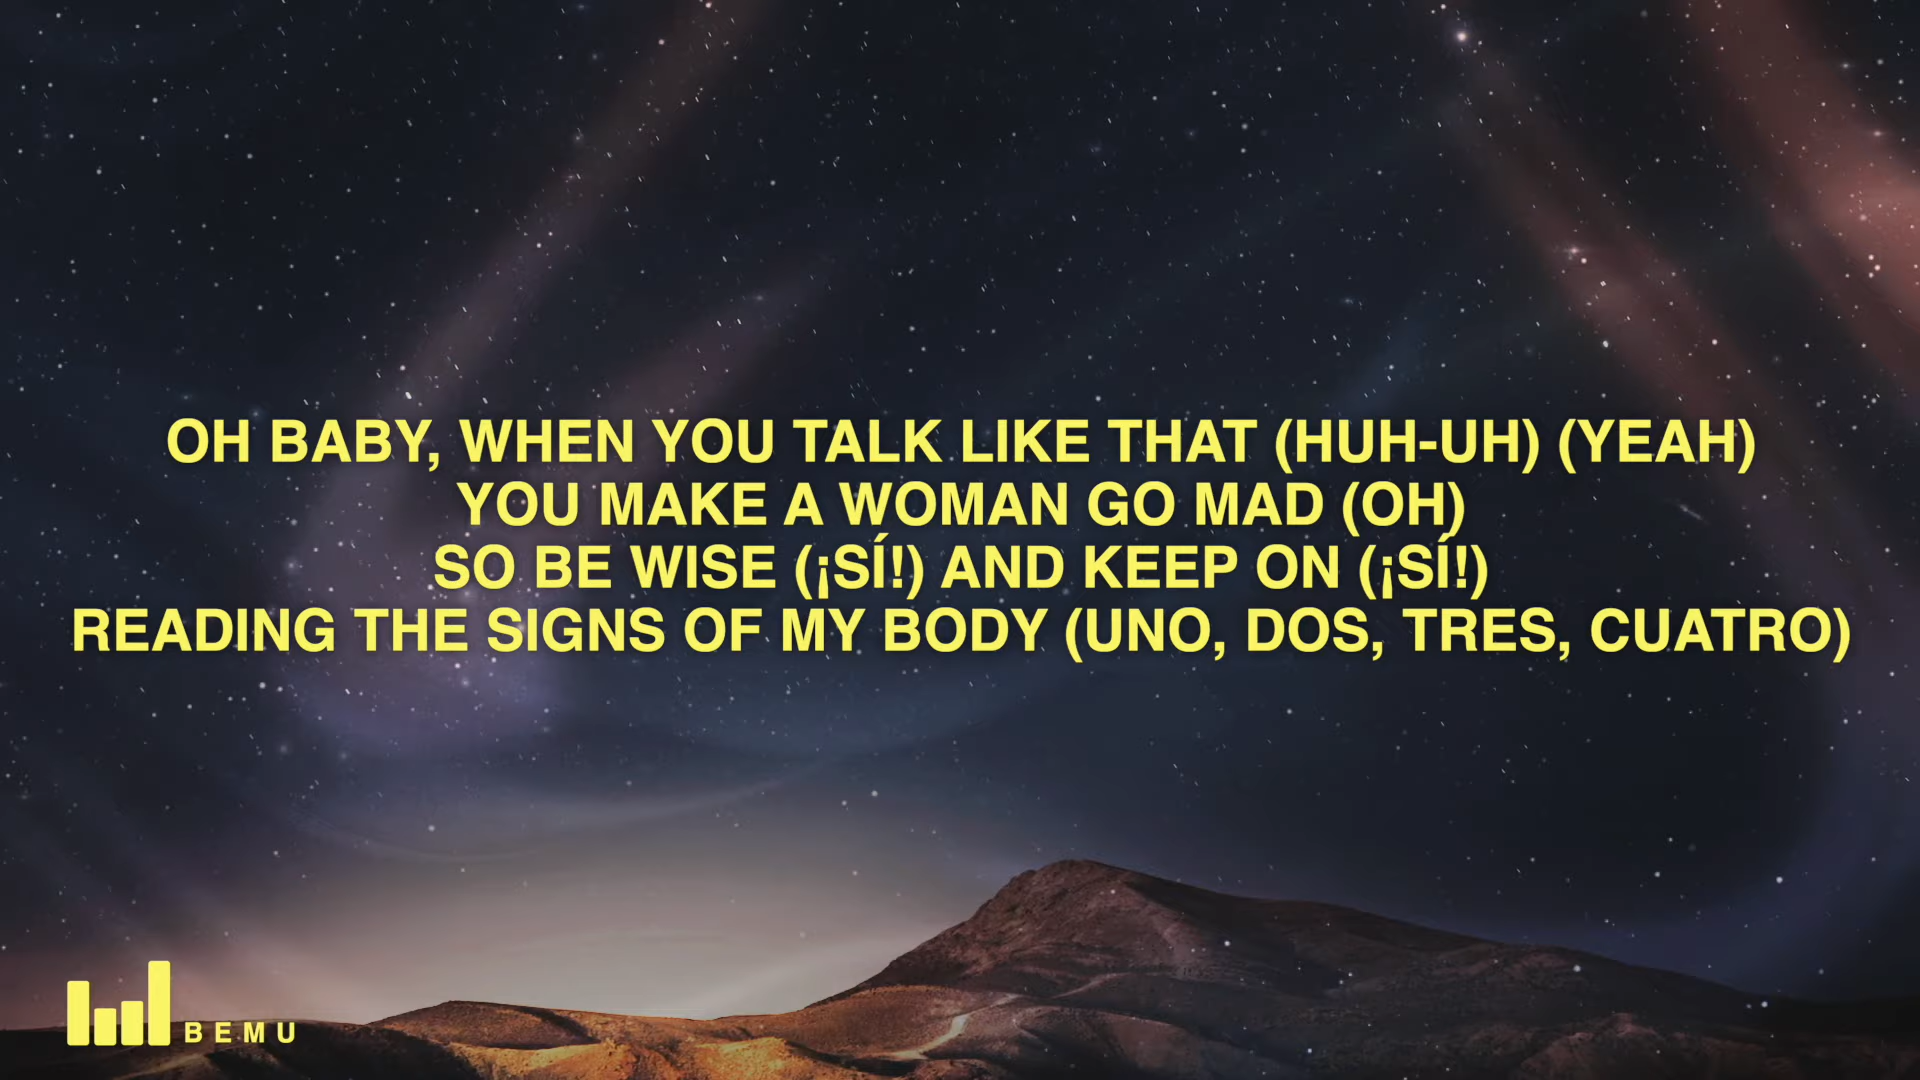 OH BABY, WHEN YOU TALK LIKE THAT (HUH-UH) (YEAH)
YOU MAKE A WOMAN GO MAD (OH)
SO BE WISE (¡SÍ!) AND KEEP ON (¡SÍ!)
READING THE SIGNS OF MY BODY (UNO, DOS, TRES, CUATRO)
BEMU